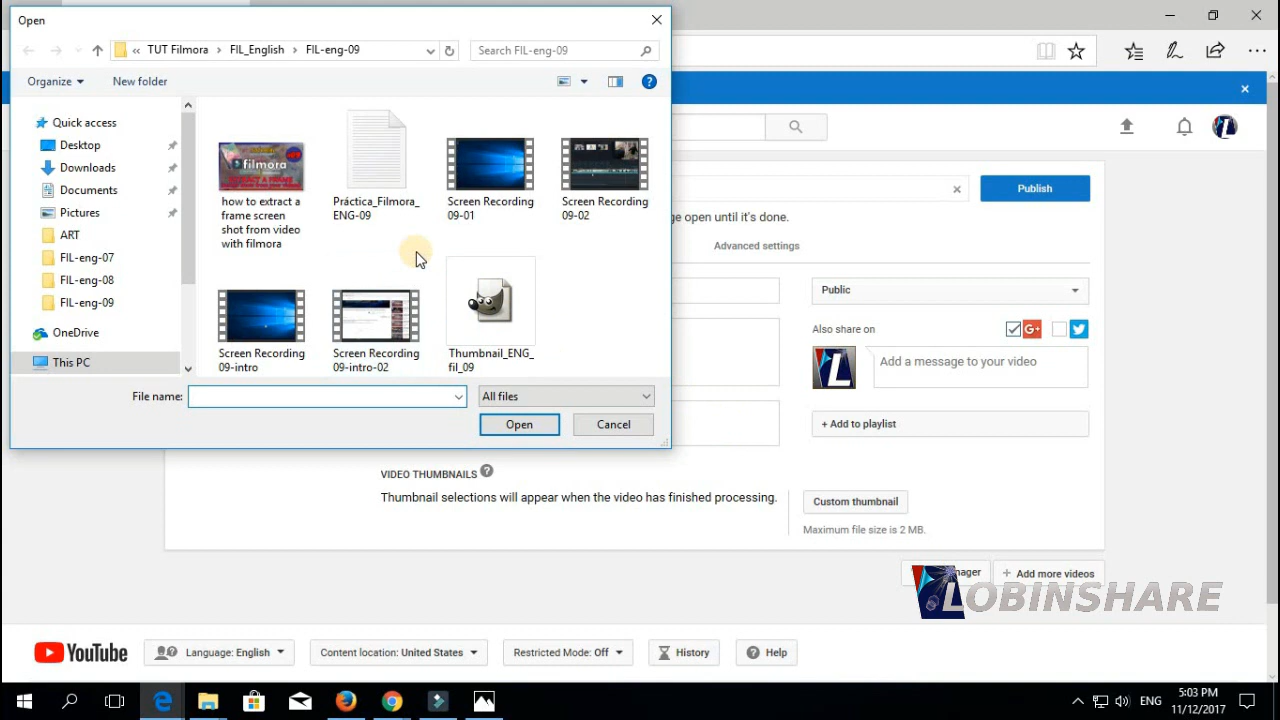 Open
« TUT Filmora › FIL_English › FIL-eng-09
Search FIL-eng-09
Organize
New folder
Quick access
Desktop
Downloads
Documents
Pictures
ART
FIL-eng-07
FIL-eng-08
FIL-eng-09
OneDrive
This PC
filmora
how to extract a
frame screen
shot from video
with filmora
Práctica_Filmora_
ENG-09
Screen Recording
09-01
Screen Recording
09-02
Screen Recording
09-intro
Screen Recording
09-intro-02
Thumbnail_ENG_
fil_09
File name:
All files
Open
Cancel
Publish
ge open until it's done.
Advanced settings
Public
Also share on
G+
Add a message to your video
+ Add to playlist
VIDEO THUMBNAILS
Thumbnail selections will appear when the video has finished processing.
Custom thumbnail
Maximum file size is 2 MB.
nager
+ Add more videos
LOBINSHARE
YouTube
Language: English
Content location: United States
Restricted Mode: Off
History
Help
ENG
5:03 PM
11/12/2017